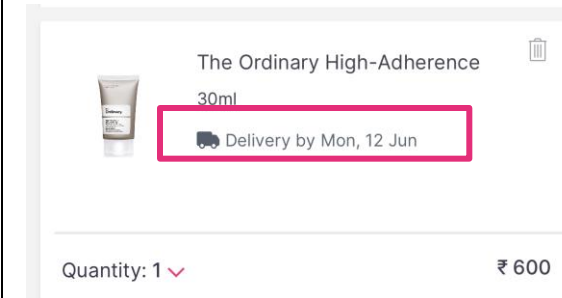 The Ordinary High-Adherence
30ml
Delivery by Mon, 12 Jun
Quantity: 1
₹ 600